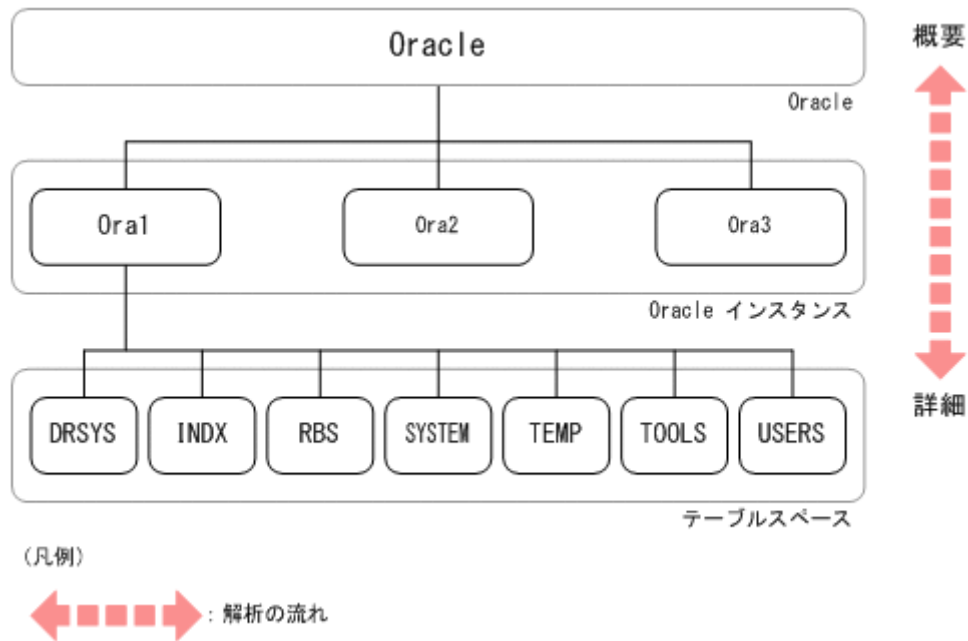 Oracle
概要
Oracle
Ora1
Ora2
Ora3
Oracle インスタンス
詳細
DRSYS
INDX
RBS
SYSTEM
TEMP
TOOLS
USERS
テーブルスペース
（凡例）
：解析の流れ